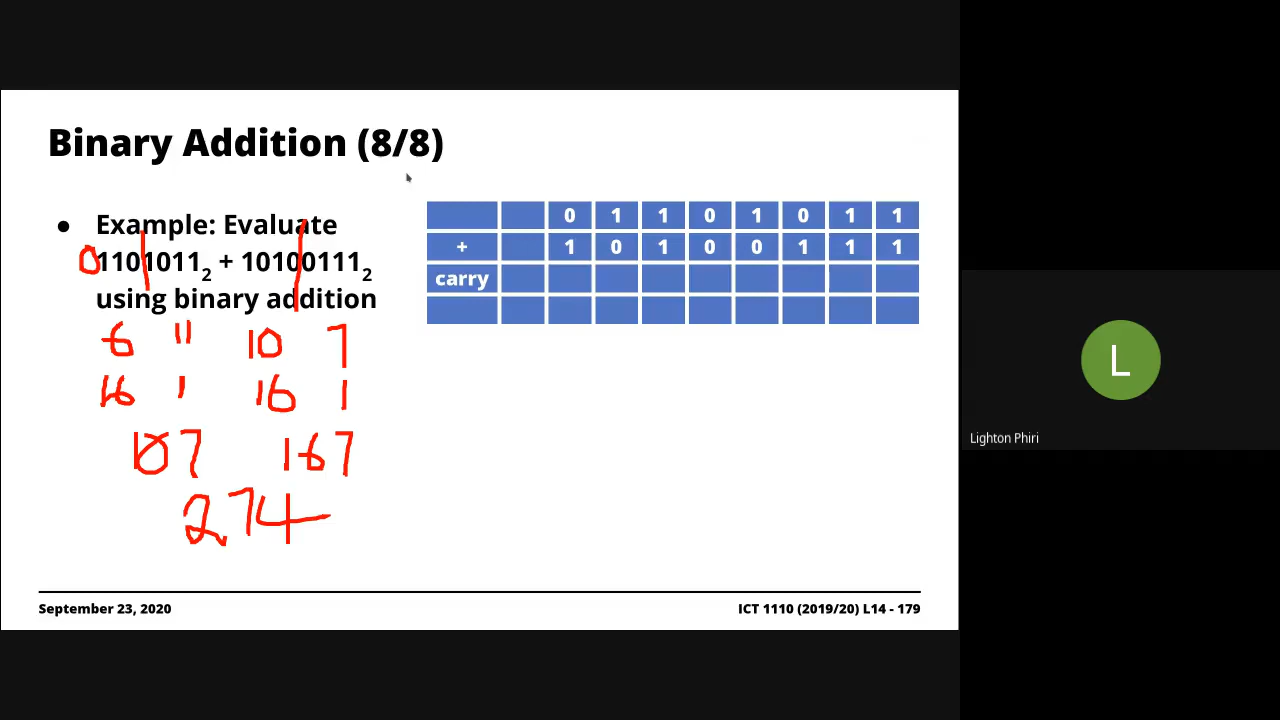 Binary Addition (8/8)
● Example: Evaluate
01101011₂ + 10100111₂
using binary addition
6 11 10 7
16 1 16 1
107 167
274
0 1 1 0 1 0 1 1
+ 1 0 1 0 0 1 1 1
carry
September 23, 2020
ICT 1110 (2019/20) L14 - 179
L
Lighton Phiri